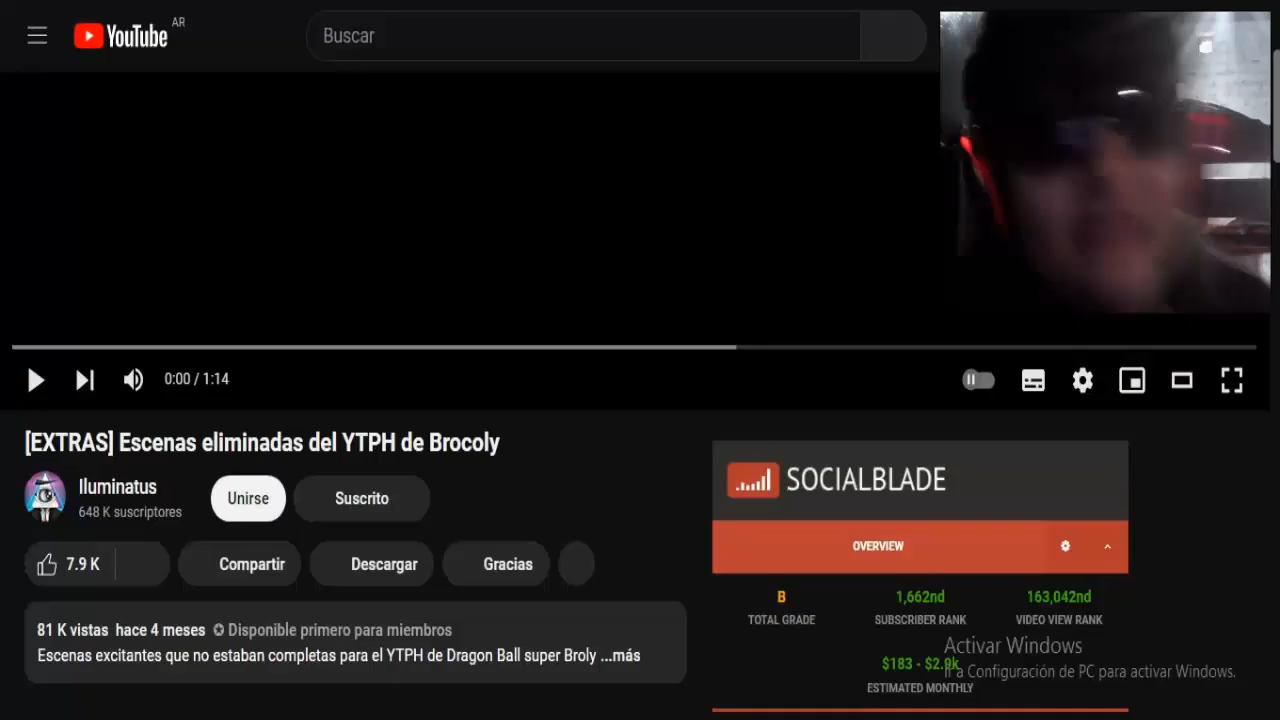 YouTube AR
Buscar
0:00 / 1:14
[EXTRAS] Escenas eliminadas del YTPH de Brocoly
Iluminatus
648 K suscriptores
Unirse
Suscrito
7.9 K
Compartir
Descargar
Gracias
81 K vistas hace 4 meses ✪ Disponible primero para miembros
Escenas excitantes que no estaban completas para el YTPH de Dragon Ball super Broly ...más
SOCIALBLADE
OVERVIEW
B
TOTAL GRADE
1,662nd
SUBSCRIBER RANK
163,042nd
VIDEO VIEW RANK
$183 - $2.9k
ESTIMATED MONTHLY
Activar Windows
Ir a Configuración de PC para activar Windows.